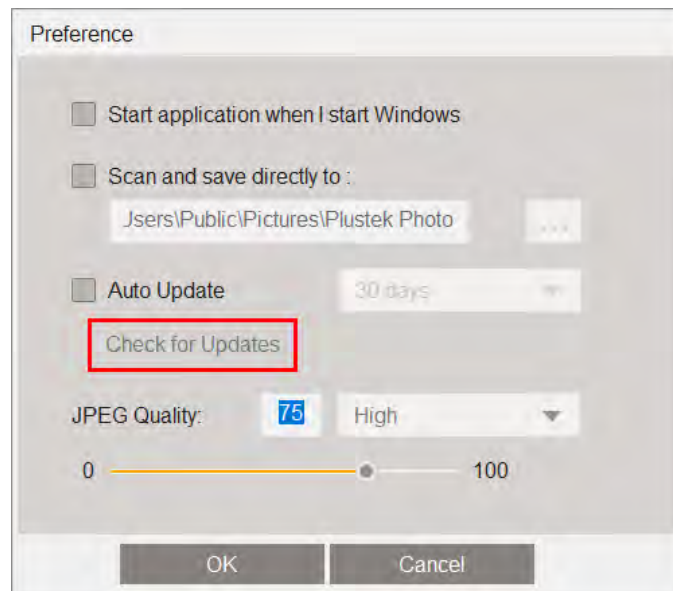 Preference
Start application when I start Windows
Scan and save directly to :
Jsers\Public\Pictures\Plustek Photo ...
Auto Update 30 days
Check for Updates
JPEG Quality: 75 High
0 100
OK Cancel